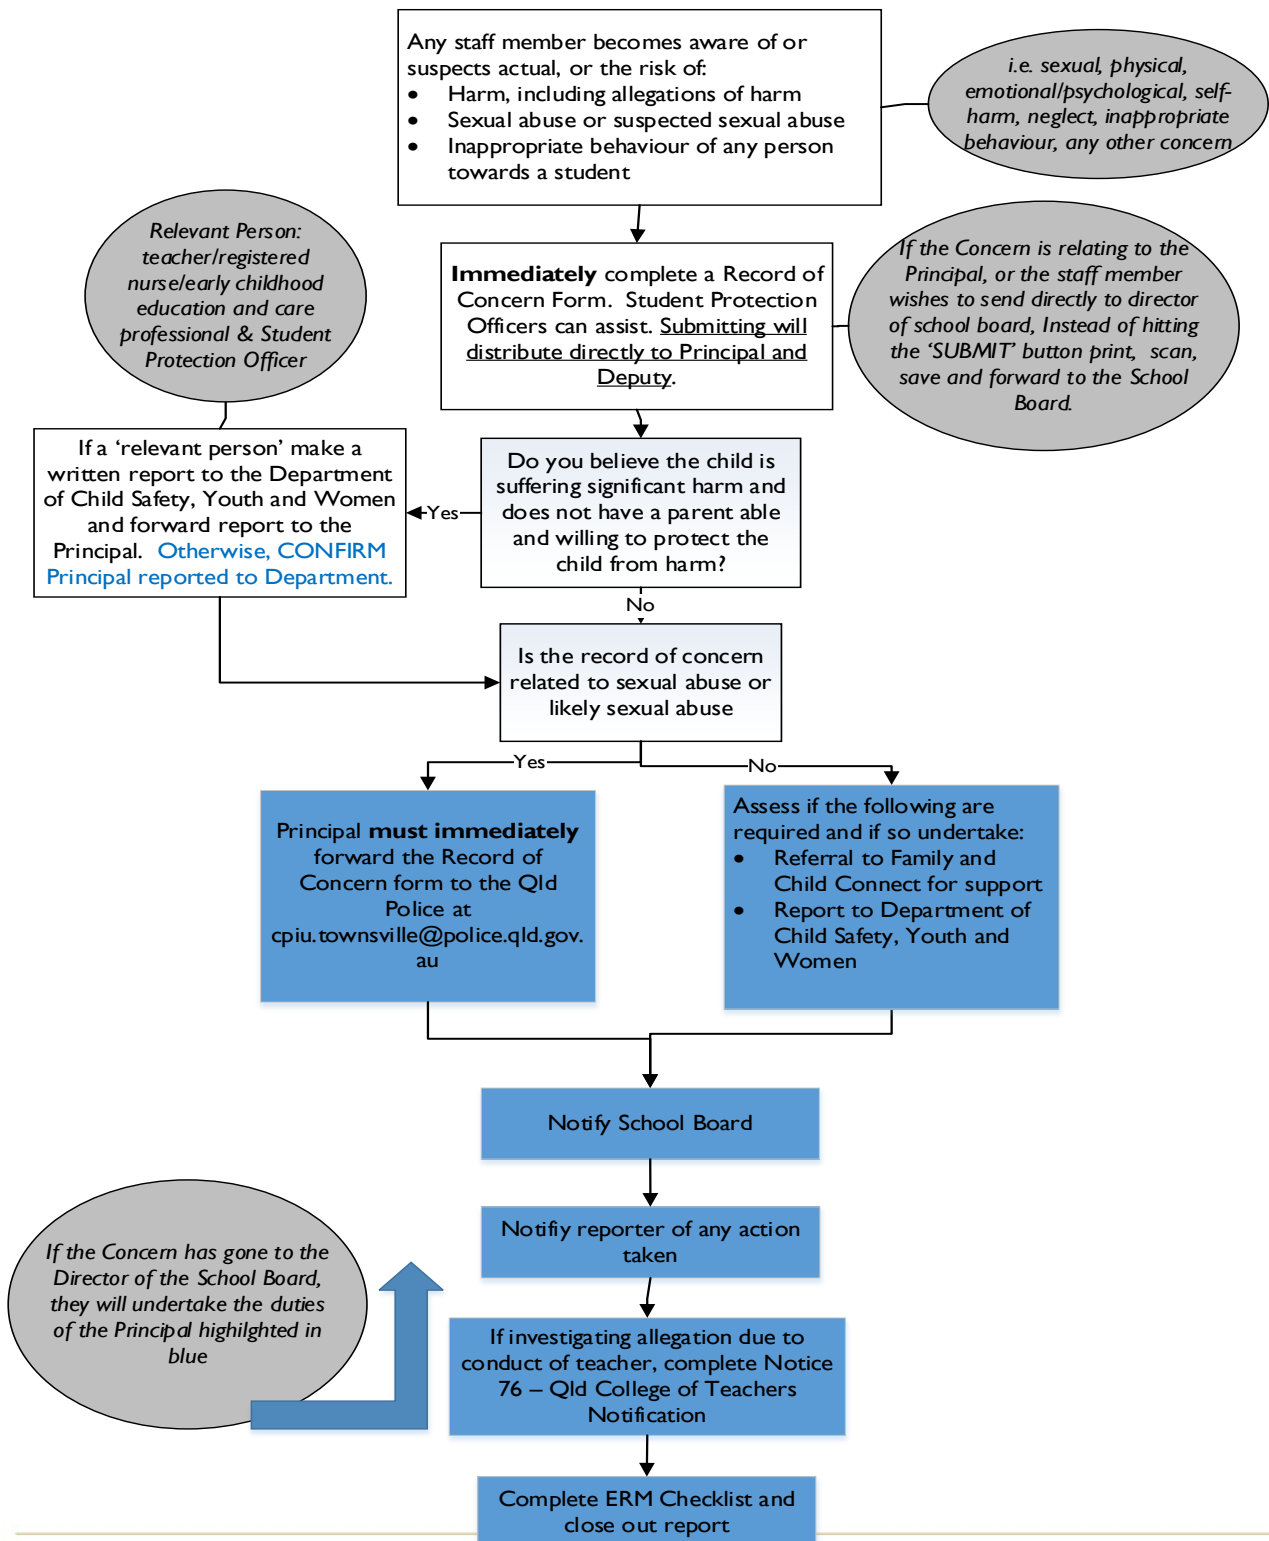 Any staff member becomes aware of or
suspects actual, or the risk of:
• Harm, including allegations of harm
• Sexual abuse or suspected sexual abuse
• Inappropriate behaviour of any person
towards a student
i.e. sexual, physical,
emotional/psychological, self-
harm, neglect, inappropriate
behaviour, any other concern
Relevant Person:
teacher/registered
nurse/early childhood
education and care
professional & Student
Protection Officer
Immediately complete a Record of
Concern Form. Student Protection
Officers can assist. Submitting will
distribute directly to Principal and
Deputy.
If the Concern is relating to the
Principal, or the staff member
wishes to send directly to director
of school board, Instead of hitting
the ‘SUBMIT’ button print, scan,
save and forward to the School
Board.
If a ‘relevant person’ make a
written report to the Department
of Child Safety, Youth and Women
and forward report to the
Principal. Otherwise, CONFIRM
Principal reported to Department.
Yes
Do you believe the child is
suffering significant harm and
does not have a parent able
and willing to protect the
child from harm?
No
Is the record of concern
related to sexual abuse or
likely sexual abuse
Yes
No
Principal must immediately
forward the Record of
Concern form to the Qld
Police at
cpiu.townsville@police.qld.gov.
au
Assess if the following are
required and if so undertake:
• Referral to Family and
Child Connect for support
• Report to Department of
Child Safety, Youth and
Women
Notify School Board
Notifiy reporter of any action
taken
If the Concern has gone to the
Director of the School Board,
they will undertake the duties
of the Principal highilghted in
blue
If investigating allegation due to
conduct of teacher, complete Notice
76 – Qld College of Teachers
Notification
Complete ERM Checklist and
close out report